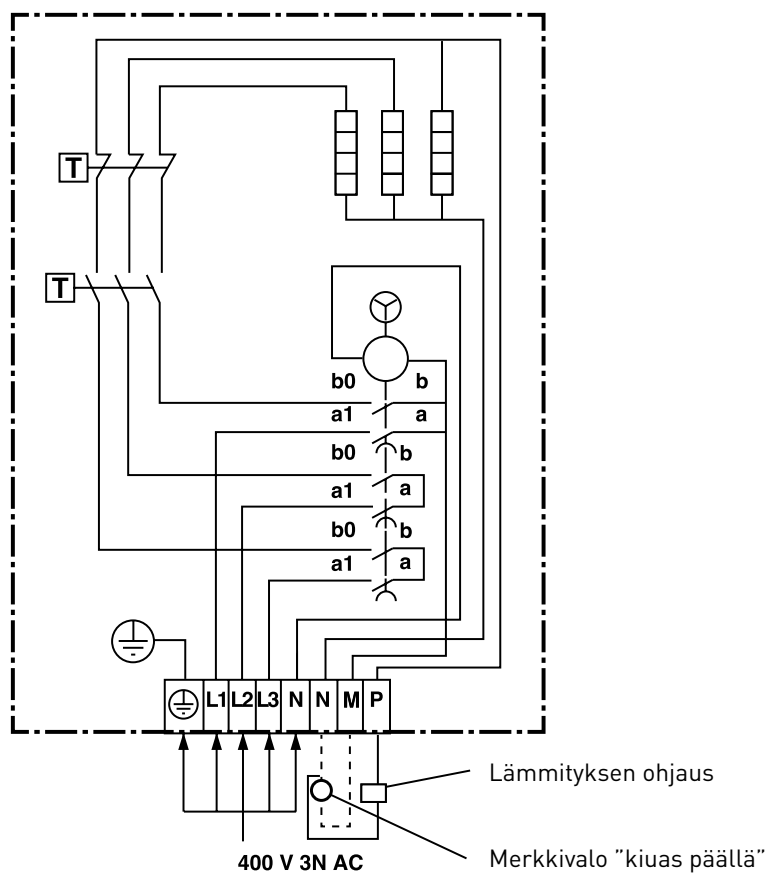 T
T
b0 b
a1 a
b0 b
a1 a
b0 b
a1 a
L1 L2 L3 N N M P
Lämmityksen ohjaus
400 V 3N AC
Merkkivalo ”kiuas päällä”